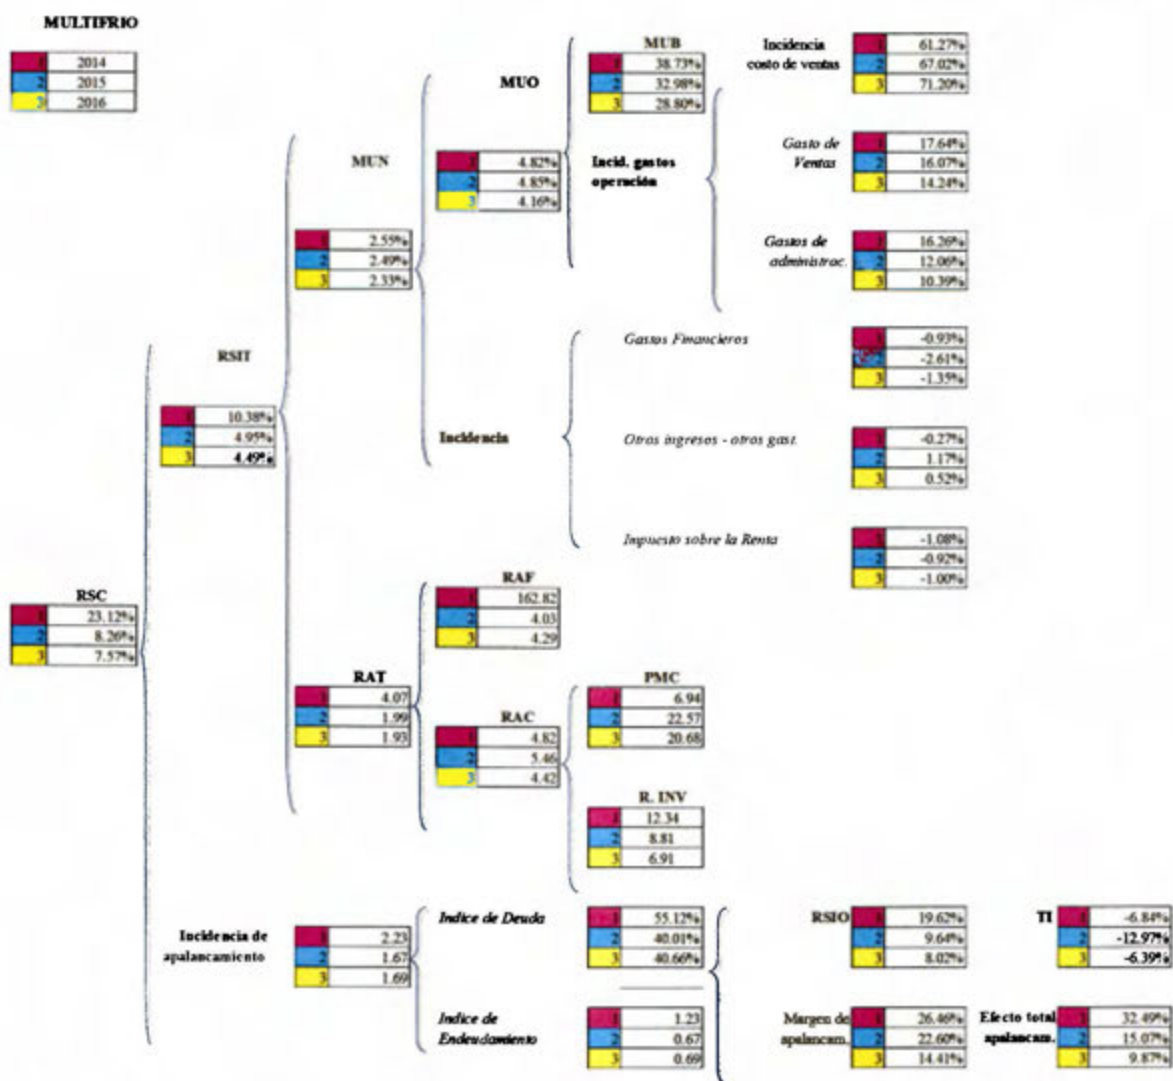 MULTIFRIO
1 2014
2 2015
3 2016
MUB
1 38.73%
2 32.98%
3 28.80%
Incidencia
costo de ventas
1 61.27%
2 67.02%
3 71.20%
MUO
1 4.82%
2 4.85%
3 4.16%
Incid. gastos
operación
Gasto de
Ventas
1 17.64%
2 16.07%
3 14.24%
MUN
1 2.55%
2 2.49%
3 2.33%
Gastos de
administrac.
1 16.26%
2 12.06%
3 10.39%
RSIT
1 10.38%
2 4.95%
3 4.49%
Incidencia
Gastos Financieros
1 -0.93%
2 -2.61%
3 -1.35%
Otros ingresos - otros gast.
1 -0.27%
2 1.17%
3 0.52%
Impuesto sobre la Renta
-1.08%
2 -0.92%
3 -1.00%
RSC
1 23.12%
2 8.26%
3 7.57%
RAF
1 162.82
2 4.03
3 4.29
RAT
1 4.07
2 1.99
3 1.93
RAC
1 4.82
2 5.46
3 4.42
PMC
1 6.94
2 22.57
3 20.68
R. INV
1 12.34
2 8.81
3 6.91
Incidencia de
apalancamiento
1 2.23
2 1.67
3 1.69
Indice de Deuda
1 55.12%
2 40.01%
3 40.66%
Indice de
Endeudamiento
1 1.23
2 0.67
3 0.69
RSIO
1 19.62%
2 9.64%
3 8.02%
TI
1 -6.84%
2 -12.97%
3 -6.39%
Margen de
apalancam.
1 26.46%
2 22.60%
3 14.41%
Efecto total
apalancam.
1 32.49%
2 15.07%
3 9.87%